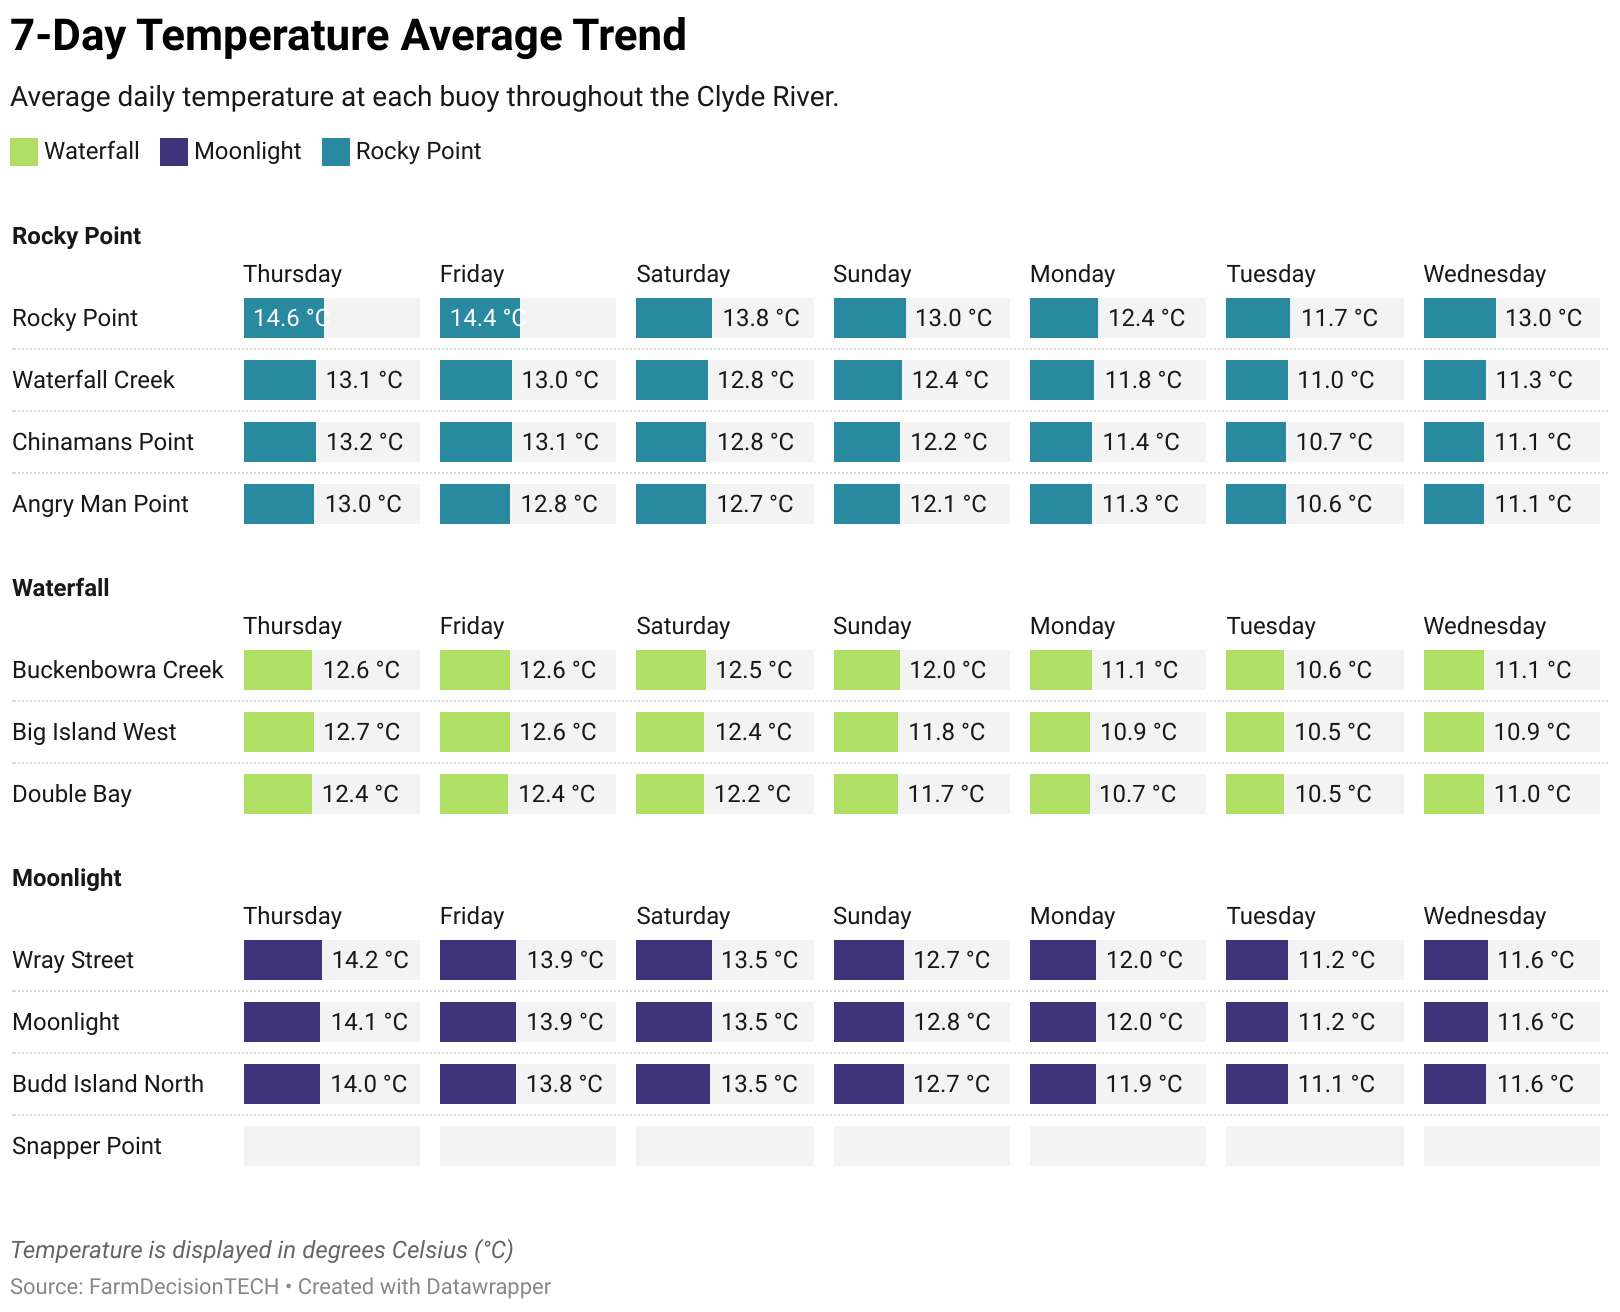 7-Day Temperature Average Trend
Average daily temperature at each buoy throughout the Clyde River.
Waterfall Moonlight Rocky Point
Rocky Point
Thursday Friday Saturday Sunday Monday Tuesday Wednesday
Rocky Point 14.6 °C 14.4 °C 13.8 °C 13.0 °C 12.4 °C 11.7 °C 13.0 °C
Waterfall Creek 13.1 °C 13.0 °C 12.8 °C 12.4 °C 11.8 °C 11.0 °C 11.3 °C
Chinamans Point 13.2 °C 13.1 °C 12.8 °C 12.2 °C 11.4 °C 10.7 °C 11.1 °C
Angry Man Point 13.0 °C 12.8 °C 12.7 °C 12.1 °C 11.3 °C 10.6 °C 11.1 °C
Waterfall
Thursday Friday Saturday Sunday Monday Tuesday Wednesday
Buckenbowra Creek 12.6 °C 12.6 °C 12.5 °C 12.0 °C 11.1 °C 10.6 °C 11.1 °C
Big Island West 12.7 °C 12.6 °C 12.4 °C 11.8 °C 10.9 °C 10.5 °C 10.9 °C
Double Bay 12.4 °C 12.4 °C 12.2 °C 11.7 °C 10.7 °C 10.5 °C 11.0 °C
Moonlight
Thursday Friday Saturday Sunday Monday Tuesday Wednesday
Wray Street 14.2 °C 13.9 °C 13.5 °C 12.7 °C 12.0 °C 11.2 °C 11.6 °C
Moonlight 14.1 °C 13.9 °C 13.5 °C 12.8 °C 12.0 °C 11.2 °C 11.6 °C
Budd Island North 14.0 °C 13.8 °C 13.5 °C 12.7 °C 11.9 °C 11.1 °C 11.6 °C
Snapper Point
Temperature is displayed in degrees Celsius (°C)
Source: FarmDecisionTECH • Created with Datawrapper